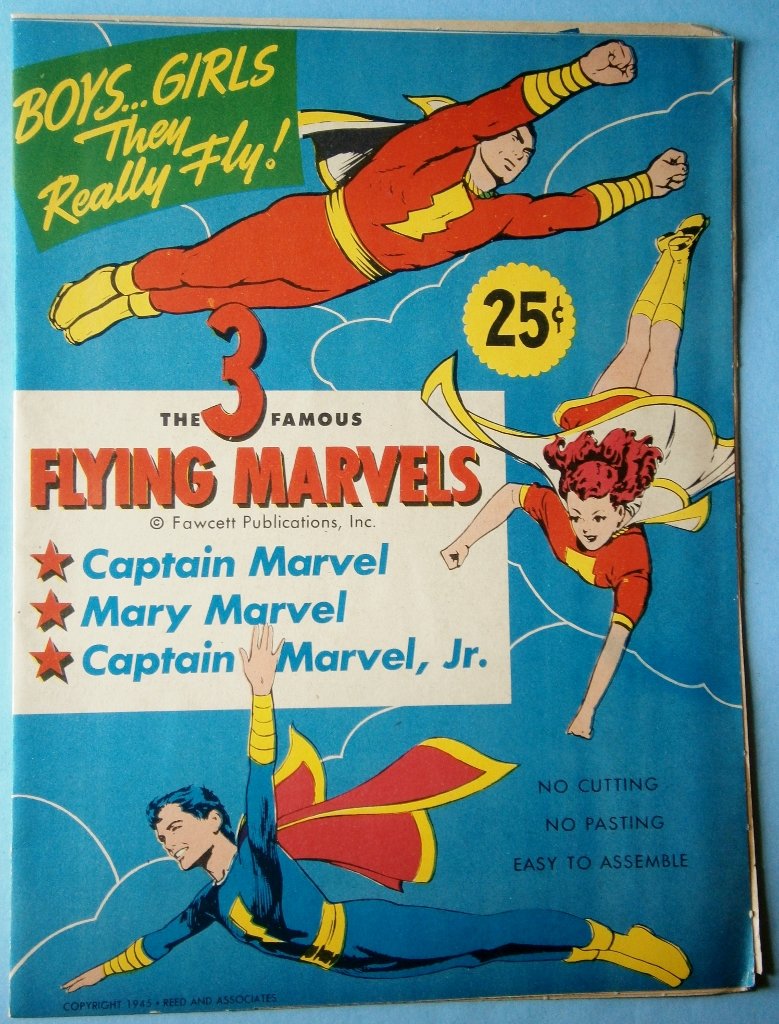 BOYS...GIRLS
They
Really Fly!
25¢
THE 3 FAMOUS
FLYING MARVELS
© Fawcett Publications, Inc.
Captain Marvel
Mary Marvel
Captain Marvel, Jr.
NO CUTTING
NO PASTING
EASY TO ASSEMBLE
COPYRIGHT 1945 • REED AND ASSOCIATES